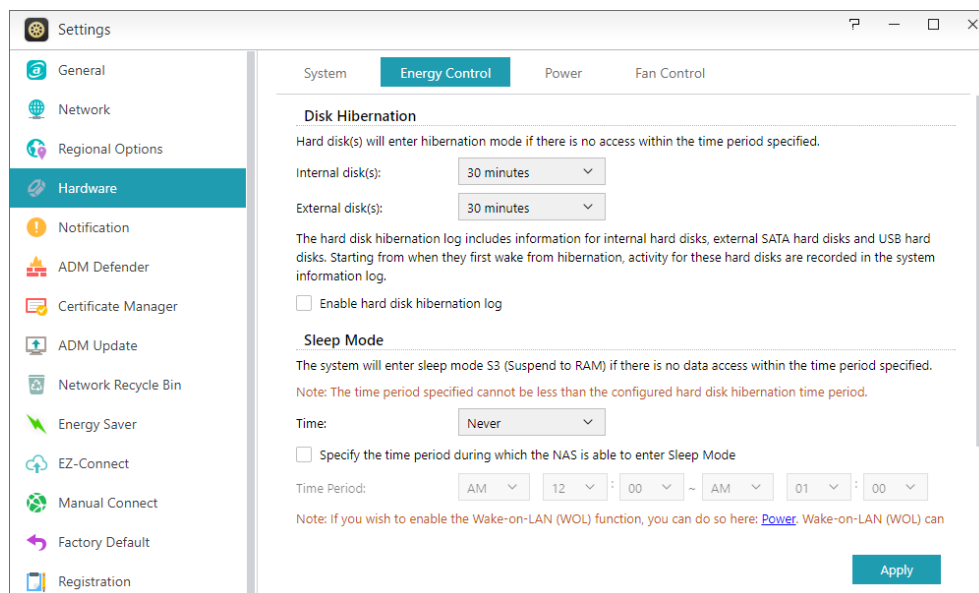 Settings
General
Network
Regional Options
Hardware
Notification
ADM Defender
Certificate Manager
ADM Update
Network Recycle Bin
Energy Saver
EZ-Connect
Manual Connect
Factory Default
Registration
System Energy Control Power Fan Control
Disk Hibernation
Hard disk(s) will enter hibernation mode if there is no access within the time period specified.
Internal disk(s): 30 minutes
External disk(s): 30 minutes
The hard disk hibernation log includes information for internal hard disks, external SATA hard disks and USB hard
disks. Starting from when they first wake from hibernation, activity for these hard disks are recorded in the system
information log.
Enable hard disk hibernation log
Sleep Mode
The system will enter sleep mode S3 (Suspend to RAM) if there is no data access within the time period specified.
Note: The time period specified cannot be less than the configured hard disk hibernation time period.
Time: Never
Specify the time period during which the NAS is able to enter Sleep Mode
Time Period: AM 12 : 00 ~ AM 01 : 00
Note: If you wish to enable the Wake-on-LAN (WOL) function, you can do so here: Power. Wake-on-LAN (WOL) can
Apply